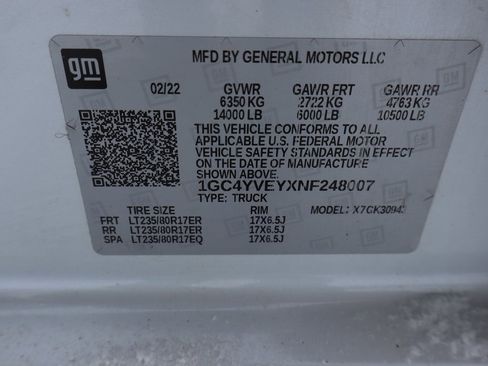 gm
MFD BY GENERAL MOTORS LLC
02/22 GVWR GAWR FRT GAWR RR
6350 KG 2722 KG 4763 KG
14000 LB 6000 LB 10500 LB
THIS VEHICLE CONFORMS TO ALL
APPLICABLE U.S. FEDERAL MOTOR
VEHICLE SAFETY STANDARDS IN EFFECT
ON THE DATE OF MANUFACTURE
SHOWN ABOVE.
1GC4YVEYXNF248007
TYPE: TRUCK
TIRE SIZE RIM MODEL: X7CK30943
FRT LT235/80R17ER 17X6.5J
RR LT235/80R17ER 17X6.5J
SPA LT235/80R17EQ 17X6.5J